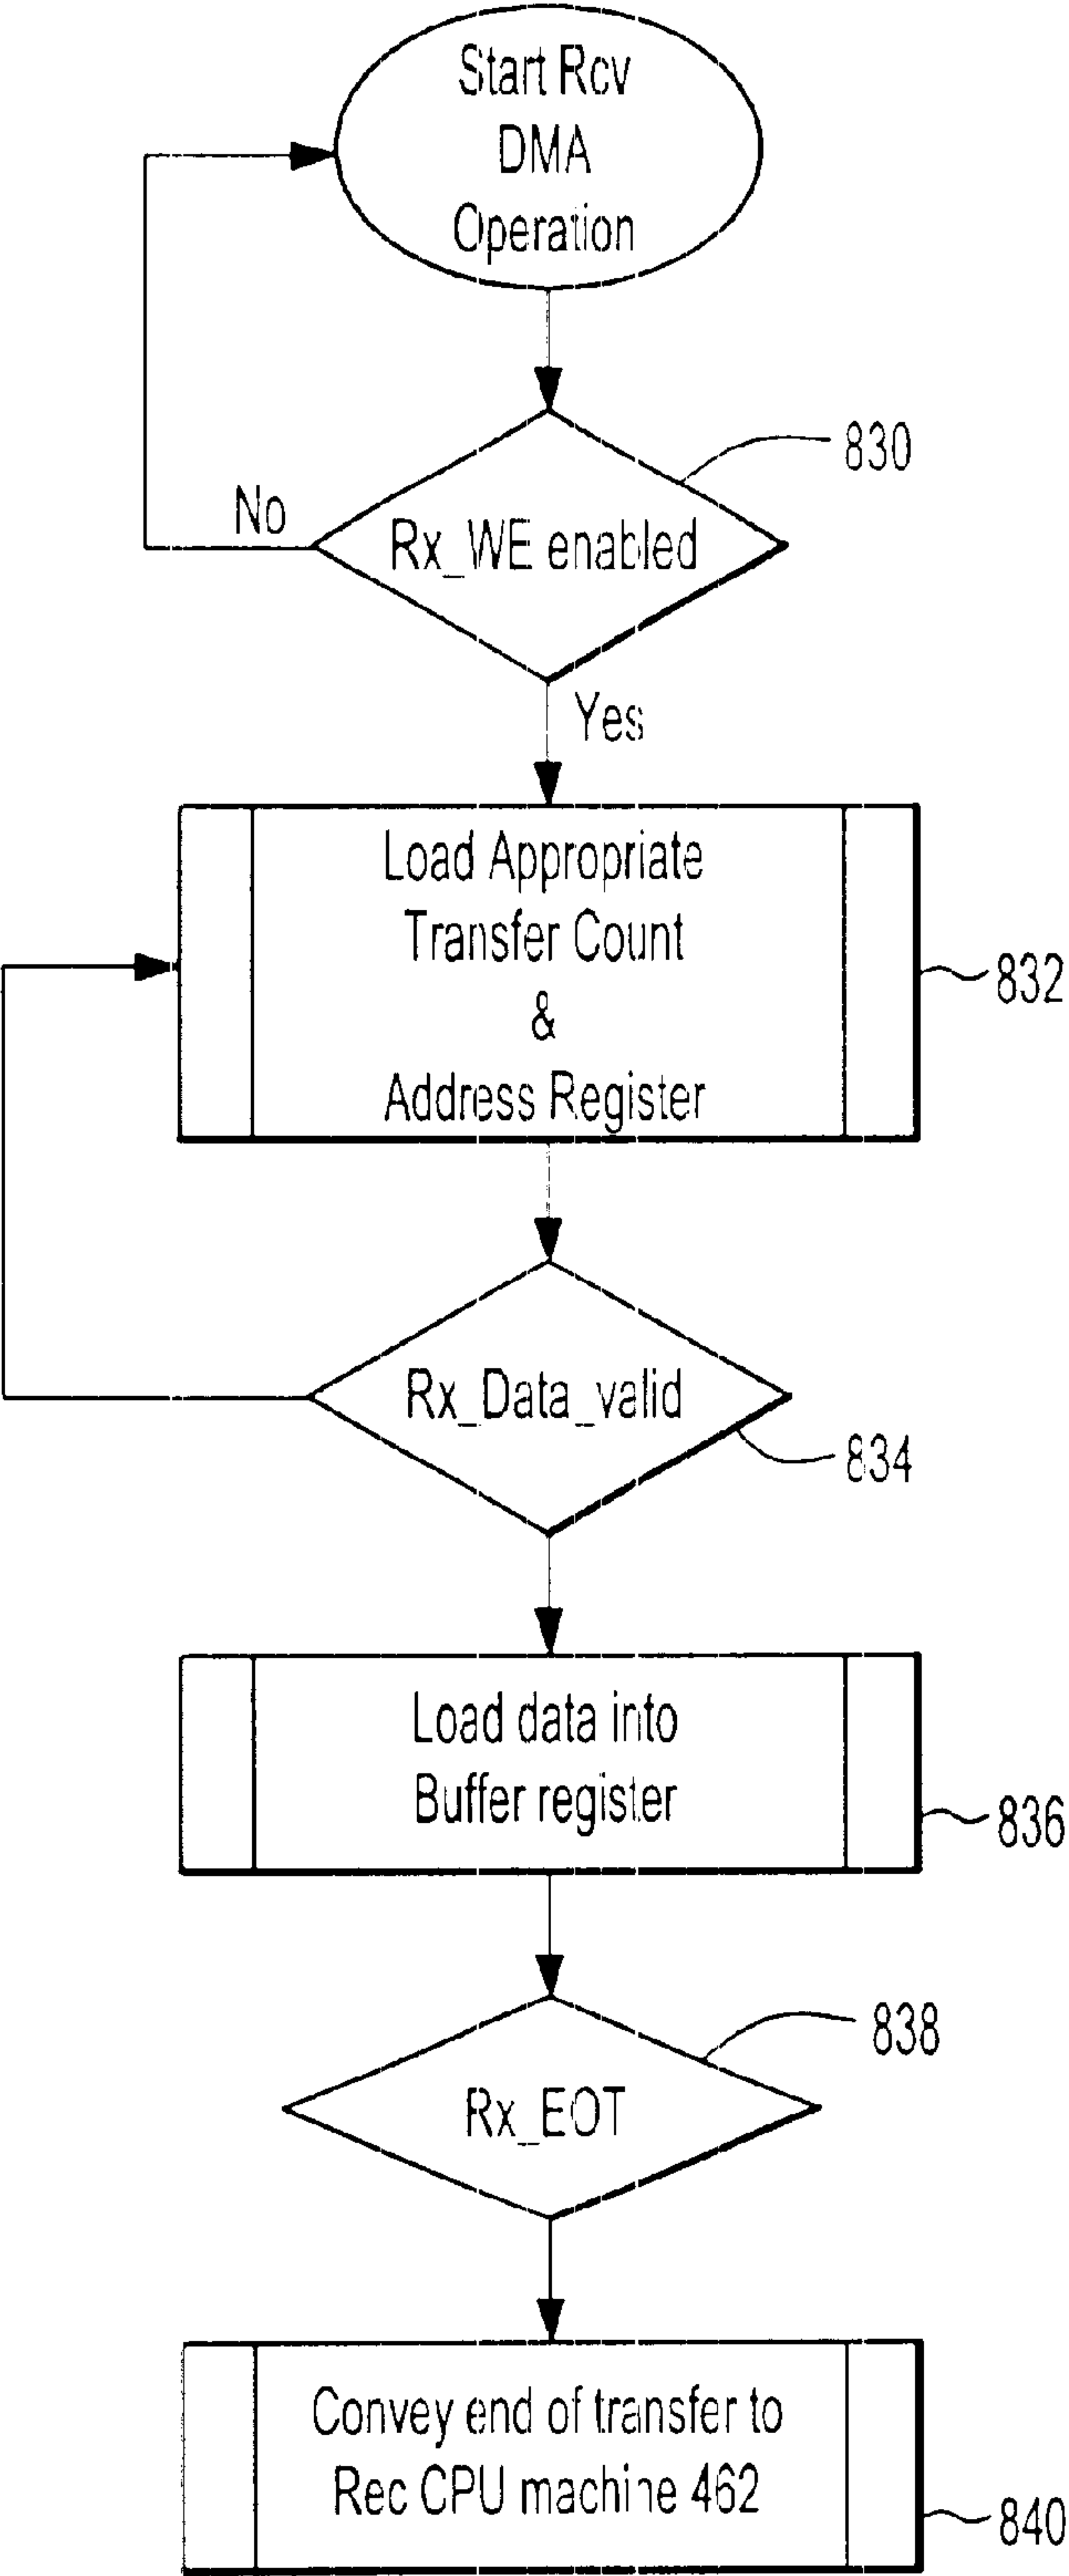 Start Rcv
DMA
Operation
830
No
Rx_WE enabled
Yes
Load Appropriate
Transfer Count
&
Address Register
832
Rx_Data_valid
834
Load data into
Buffer register
836
838
Rx_EOT
Convey end of transfer to
Rec CPU machine 462
840